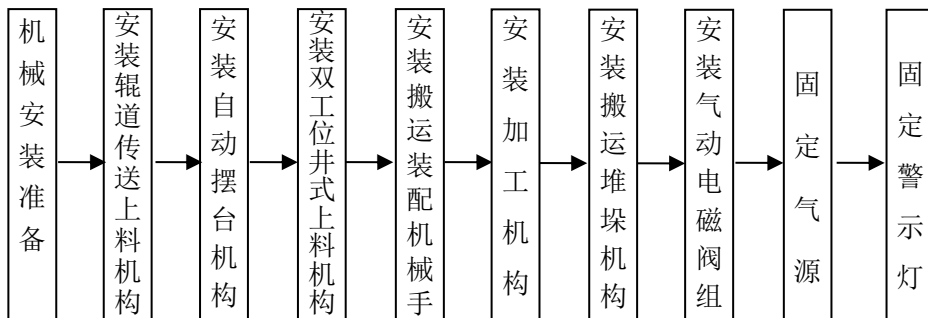 机械安装准备
安装辊道传送上料机构
安装自动摆台机构
安装双工位井式上料机构
安装搬运装配机械手
安装加工机构
安装搬运堆垛机构
安装气动电磁阀组
固定气源
固定警示灯